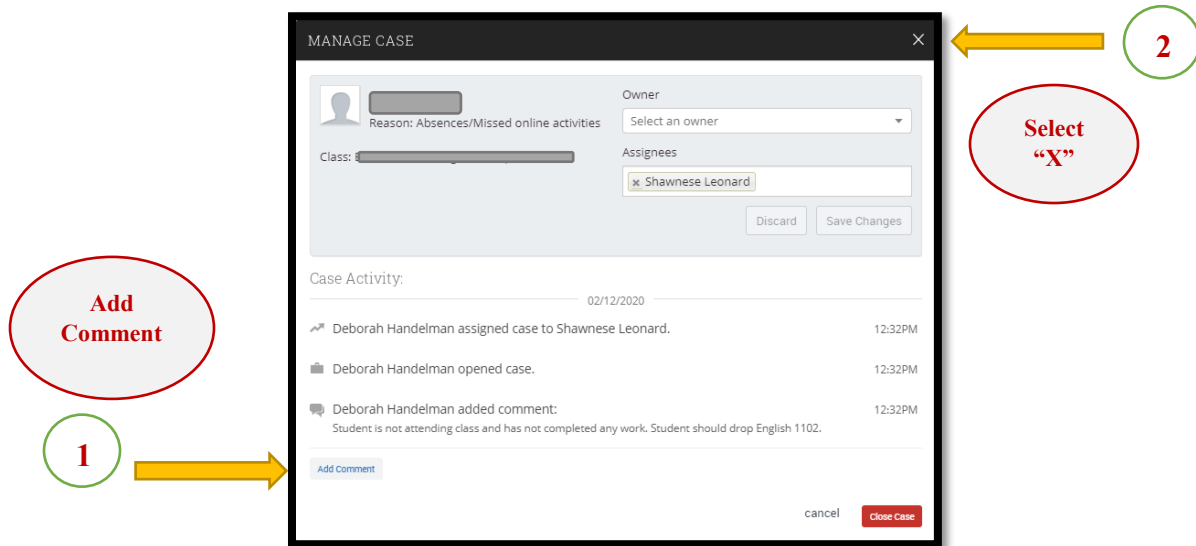 MANAGE CASE
2
Reason: Absences/Missed online activities
Class:
Owner
Select an owner
Assignees
× Shawnese Leonard
Discard
Save Changes
Select
“X”
Case Activity:
02/12/2020
Deborah Handelman assigned case to Shawnese Leonard.
12:32PM
Deborah Handelman opened case.
12:32PM
Deborah Handelman added comment:
12:32PM
Student is not attending class and has not completed any work. Student should drop English 1102.
Add
Comment
1
Add Comment
cancel
Close Case